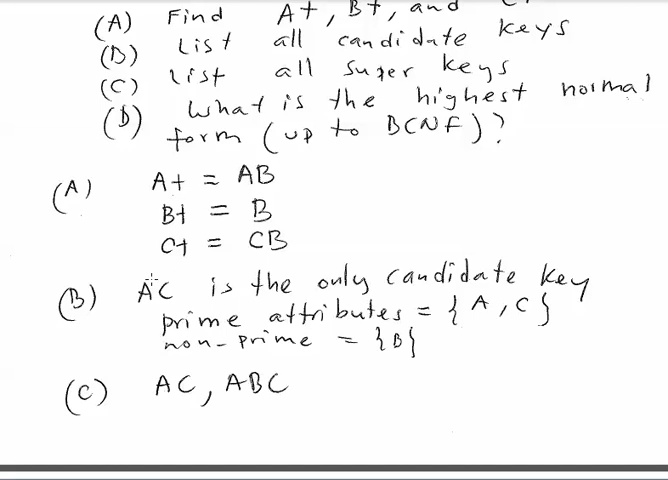 (A) Find A+, B+, and C+
(B) List all candidate keys
(C) List all super keys
(D) What is the highest normal
form (up to BCNF)?
(A) A+ = AB
B+ = B
C+ = CB
(B) AC is the only candidate key
prime attributes = {A, C}
non-prime = {B}
(C) AC, ABC